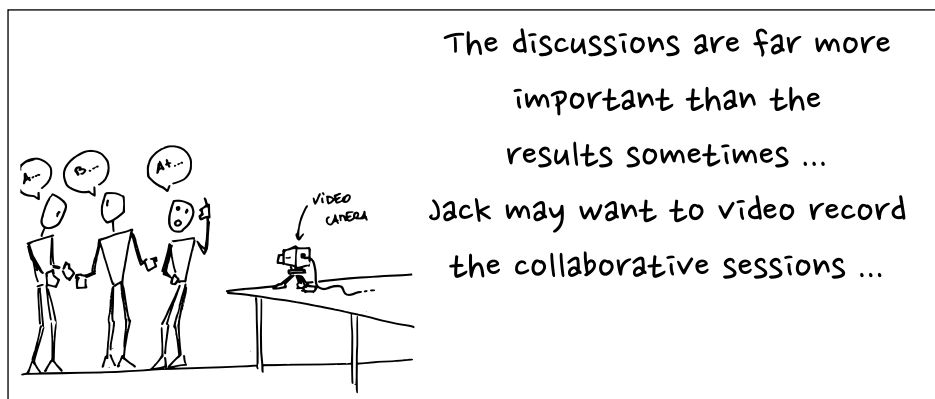 A...
B...
A+...
VIDEO
CAMERA
The discussions are far more
important than the
results sometimes ...
Jack may want to video record
the collaborative sessions ...